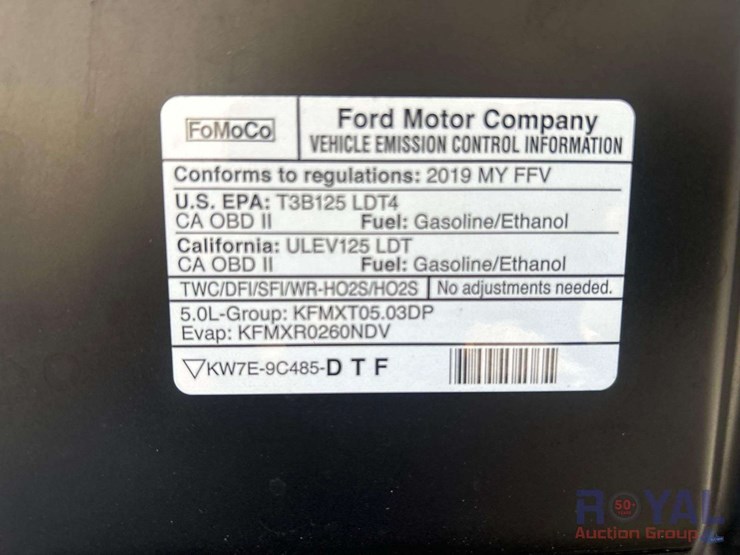 FoMoCo
Ford Motor Company
VEHICLE EMISSION CONTROL INFORMATION
Conforms to regulations: 2019 MY FFV
U.S. EPA: T3B125 LDT4
CA OBD II Fuel: Gasoline/Ethanol
California: ULEV125 LDT
CA OBD II Fuel: Gasoline/Ethanol
TWC/DFI/SFI/WR-HO2S/HO2S No adjustments needed.
5.0L-Group: KFMXT05.03DP
Evap: KFMXR0260NDV
▽KW7E-9C485-D T F
ROYAL
Auction Group